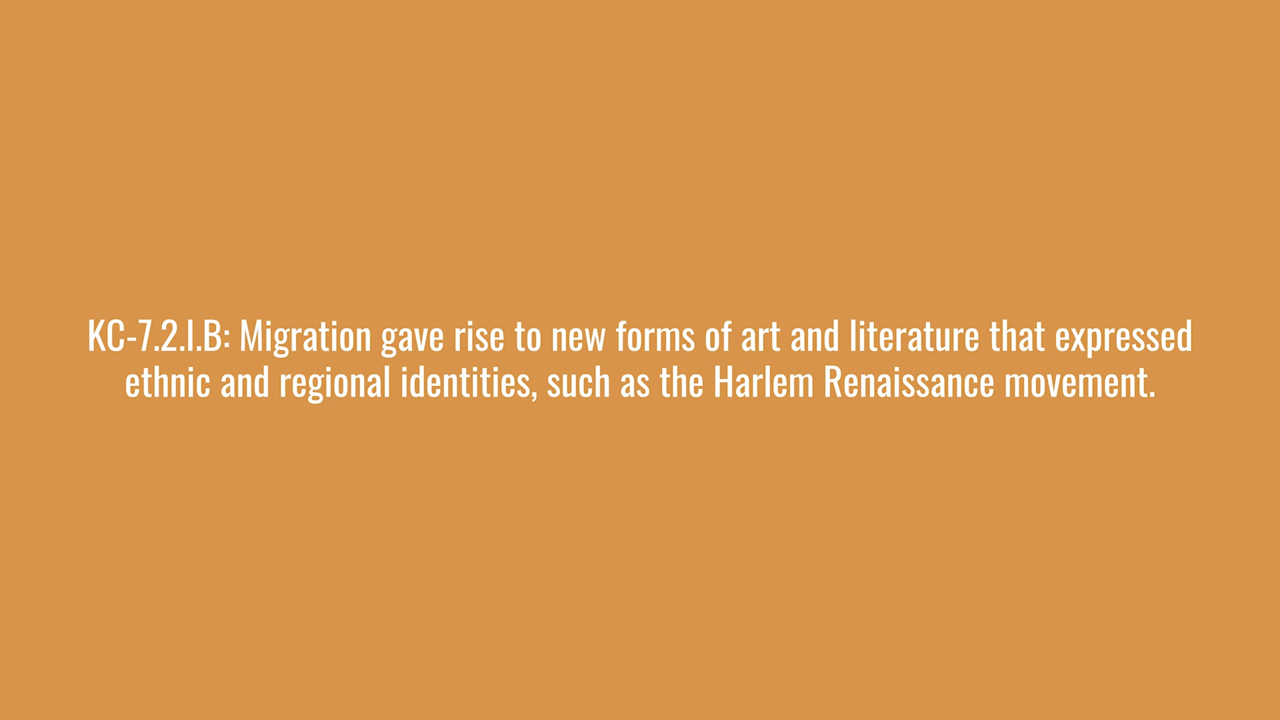 KC-7.2.I.B: Migration gave rise to new forms of art and literature that expressed
ethnic and regional identities, such as the Harlem Renaissance movement.